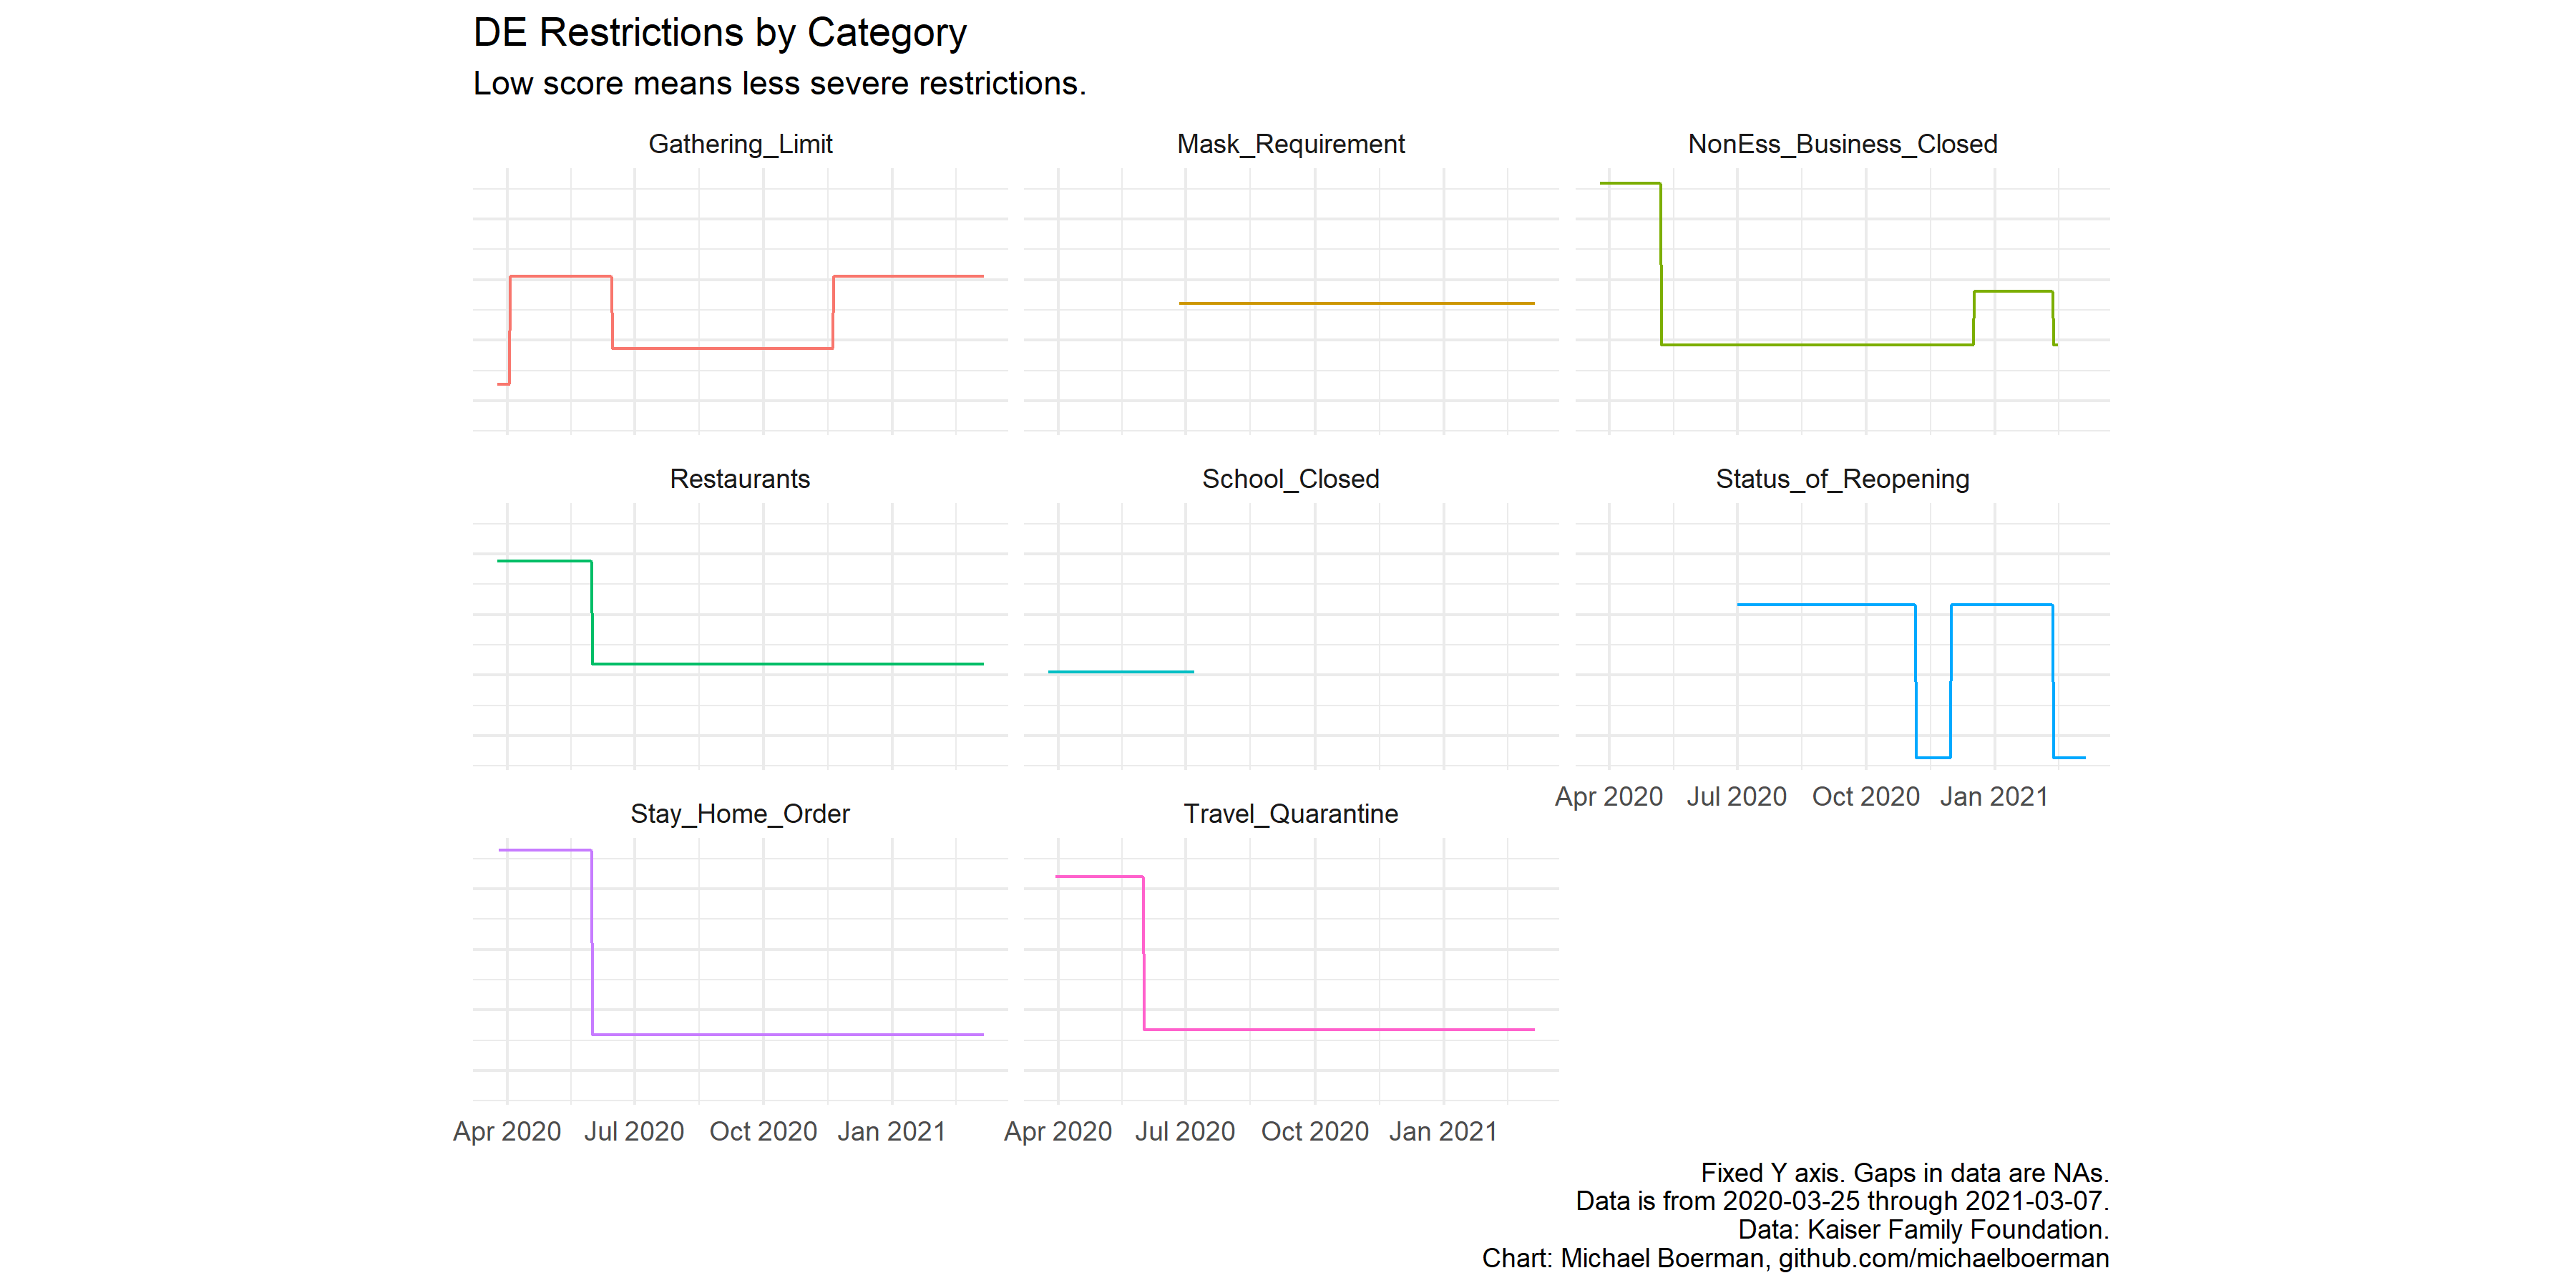 DE Restrictions by Category
Low score means less severe restrictions.
Gathering_Limit
Mask_Requirement
NonEss_Business_Closed
Restaurants
School_Closed
Status_of_Reopening
Apr 2020 Jul 2020 Oct 2020 Jan 2021
Stay_Home_Order
Travel_Quarantine
Apr 2020 Jul 2020 Oct 2020 Jan 2021
Apr 2020 Jul 2020 Oct 2020 Jan 2021
Fixed Y axis. Gaps in data are NAs.
Data is from 2020-03-25 through 2021-03-07.
Data: Kaiser Family Foundation.
Chart: Michael Boerman, github.com/michaelboerman